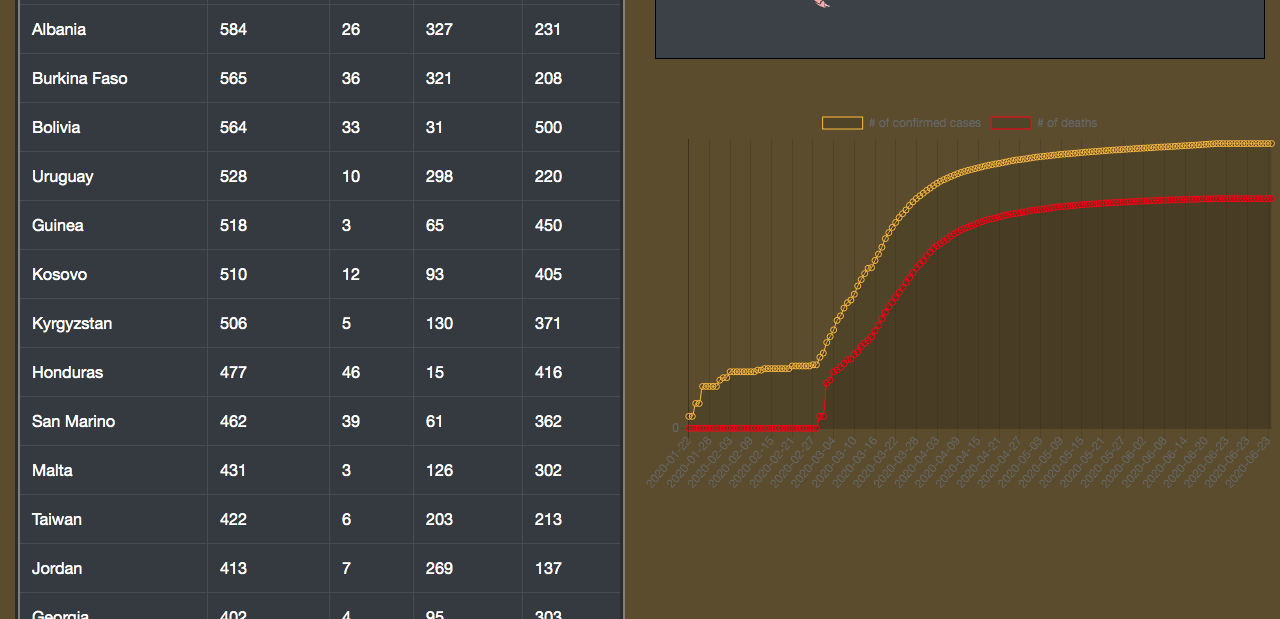 Albania 584 26 327 231
Burkina Faso 565 36 321 208
Bolivia 564 33 31 500
Uruguay 528 10 298 220
Guinea 518 3 65 450
Kosovo 510 12 93 405
Kyrgyzstan 506 5 130 371
Honduras 477 46 15 416
San Marino 462 39 61 362
Malta 431 3 126 302
Taiwan 422 6 203 213
Jordan 413 7 269 137
Georgia 402 4 95 303
# of confirmed cases # of deaths
0
2020-01-22
2020-01-28
2020-02-03
2020-02-09
2020-02-15
2020-02-21
2020-02-27
2020-03-04
2020-03-10
2020-03-16
2020-03-22
2020-03-28
2020-04-03
2020-04-09
2020-04-15
2020-04-21
2020-04-27
2020-05-03
2020-05-09
2020-05-15
2020-05-21
2020-05-27
2020-06-02
2020-06-08
2020-06-14
2020-06-20
2020-06-23
2020-06-23
2020-06-23